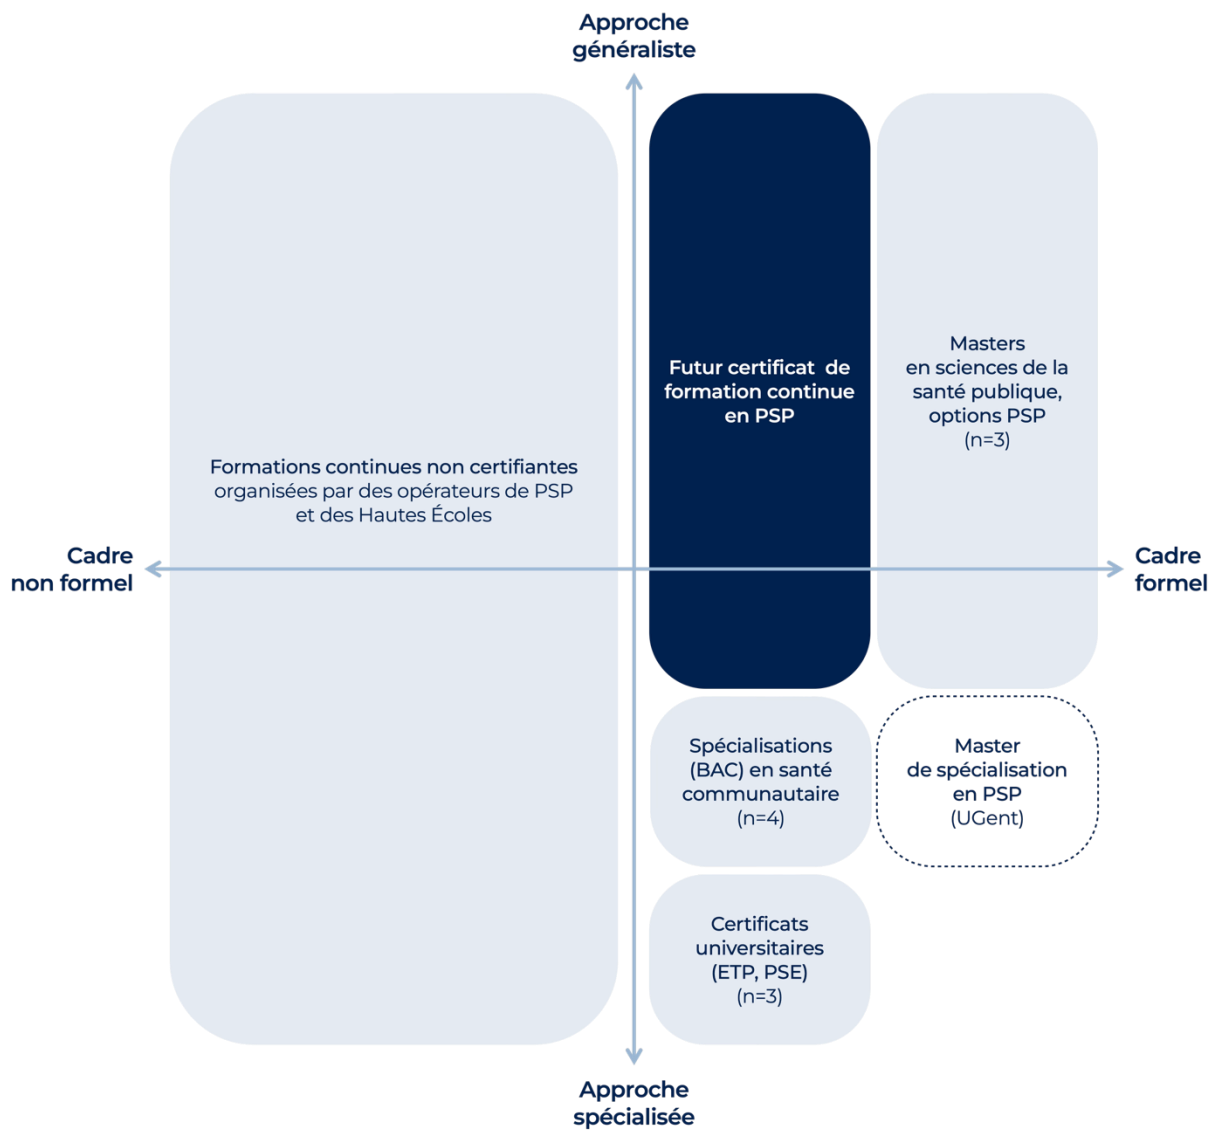 Approche
généraliste
Futur certificat de
formation continue
en PSP
Masters
en sciences de la
santé publique,
options PSP
(n=3)
Formations continues non certifiantes
organisées par des opérateurs de PSP
et des Hautes Écoles
Cadre
non formel
Cadre
formel
Spécialisations
(BAC) en santé
communautaire
(n=4)
Master
de spécialisation
en PSP
(UGent)
Certificats
universitaires
(ETP, PSE)
(n=3)
Approche
spécialisée